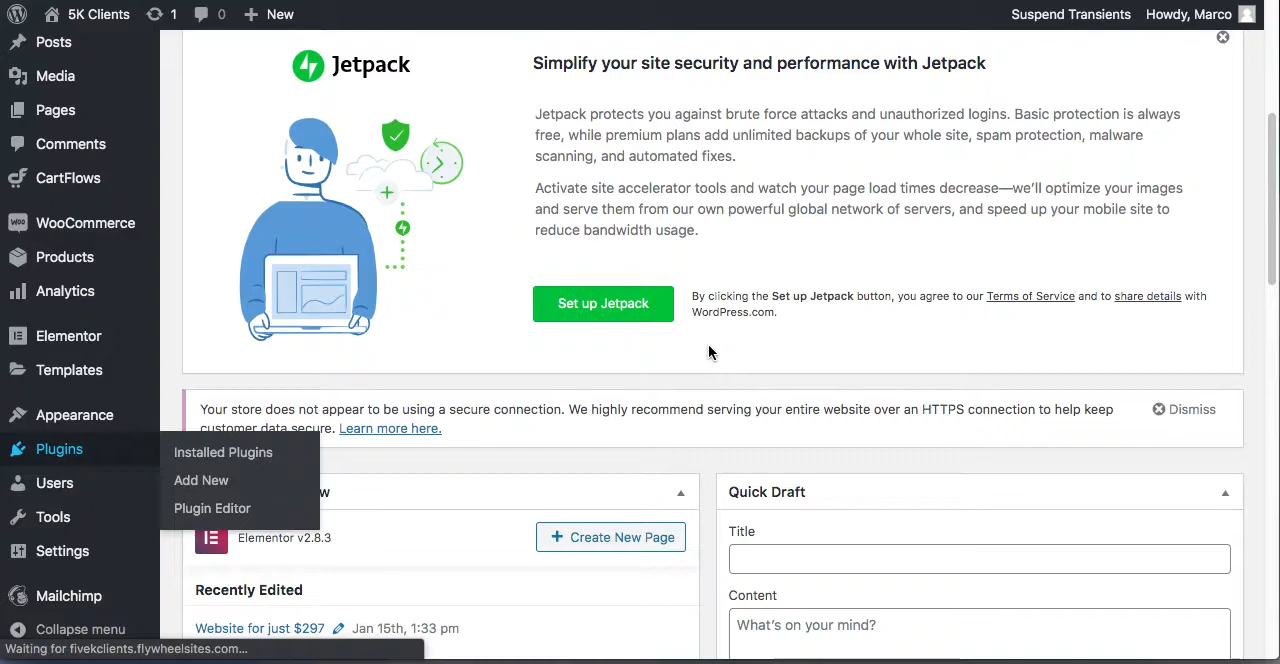 5K Clients
1
0
New
Suspend Transients
Howdy, Marco
Posts
Media
Pages
Comments
CartFlows
WOO
WooCommerce
Products
Analytics
Elementor
Templates
Appearance
Plugins
Users
Tools
Settings
Mailchimp
Collapse menu
Installed Plugins
Add New
Plugin Editor
Jetpack
Simplify your site security and performance with Jetpack
Jetpack protects you against brute force attacks and unauthorized logins. Basic protection is always
free, while premium plans add unlimited backups of your whole site, spam protection, malware
scanning, and automated fixes.
Activate site accelerator tools and watch your page load times decrease—we'll optimize your images
and serve them from our own powerful global network of servers, and speed up your mobile site to
reduce bandwidth usage.
Set up Jetpack
By clicking the Set up Jetpack button, you agree to our Terms of Service and to share details with
WordPress.com.
Your store does not appear to be using a secure connection. We highly recommend serving your entire website over an HTTPS connection to help keep
customer data secure. Learn more here.
Dismiss
w
Elementor v2.8.3
Create New Page
Recently Edited
Website for just $297
Jan 15th, 1:33 pm
Quick Draft
Title
Content
What's on your mind?
Waiting for fivekclients.flywheelsites.com...